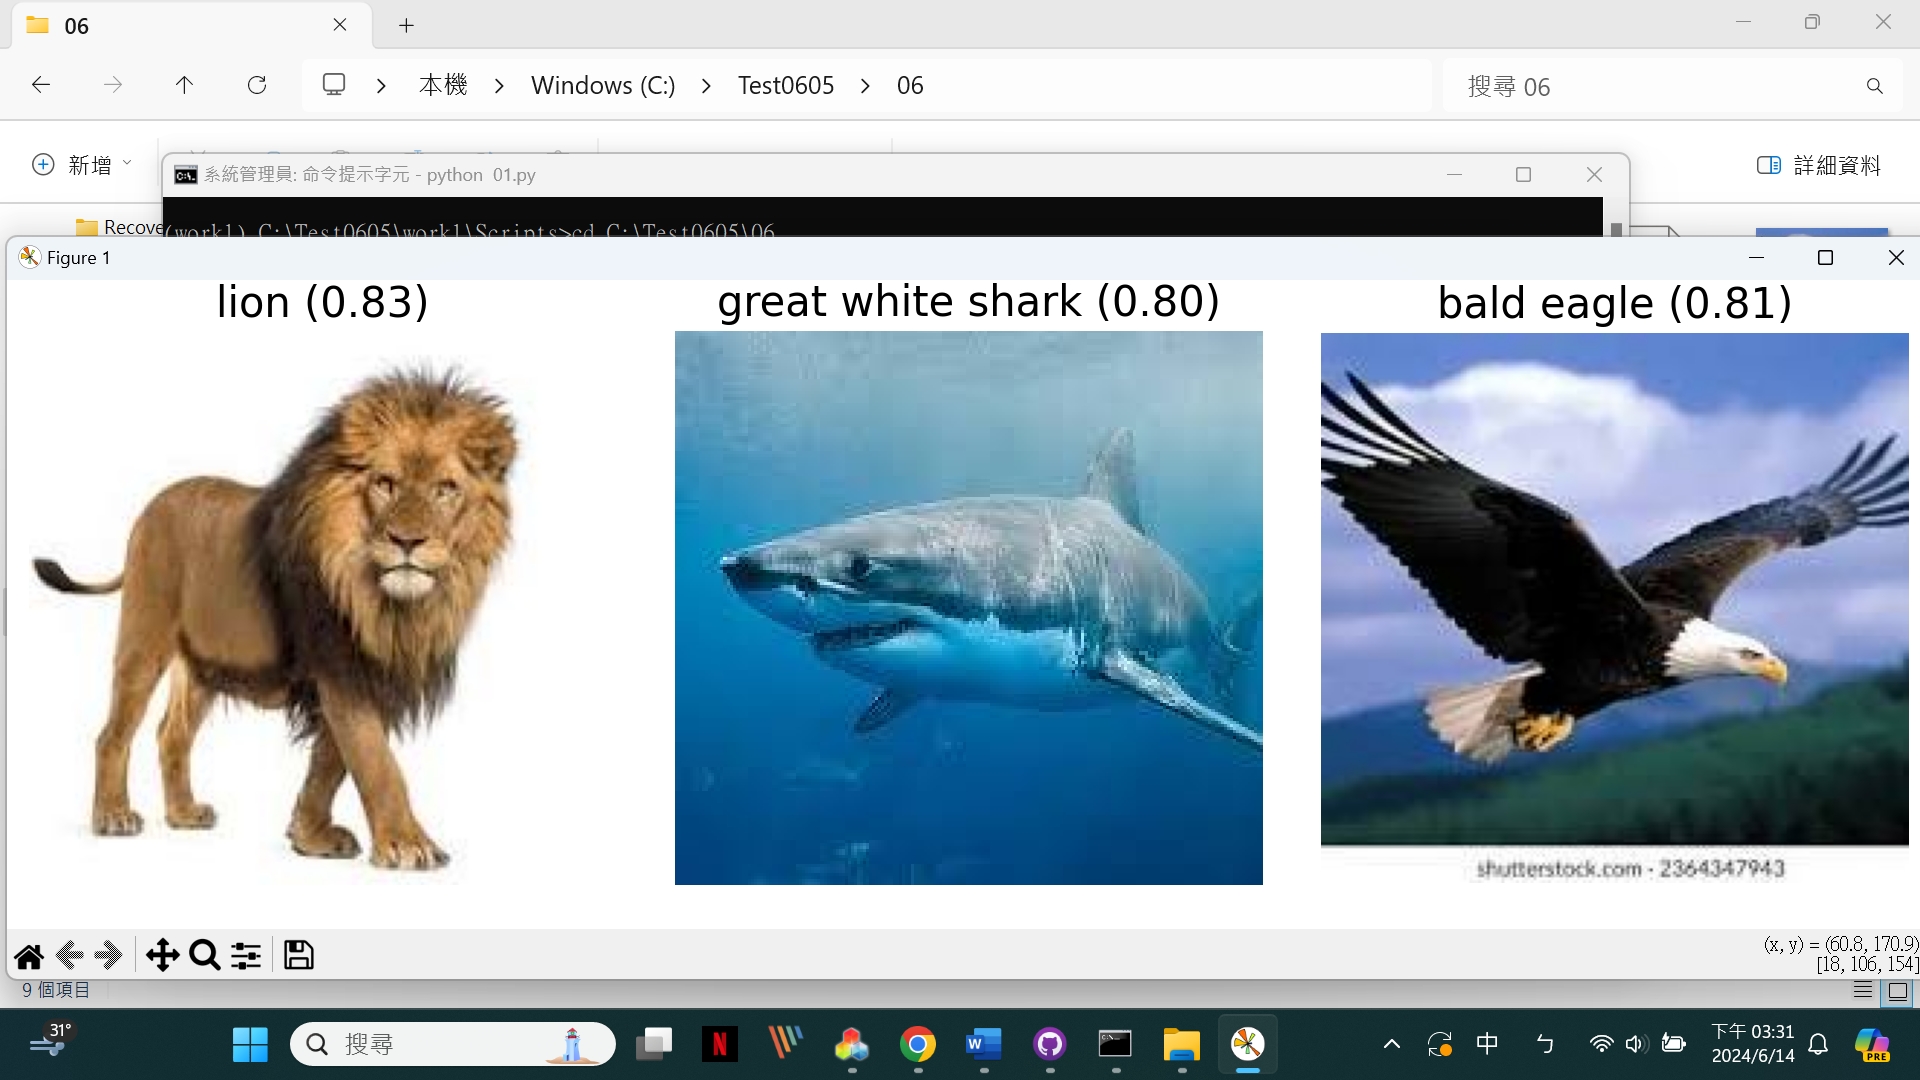 06
本機 > Windows (C:) > Test0605 > 06
搜尋 06
新增
詳細資料
系統管理員: 命令提示字元 - python 01.py
Recove
(work1) C:\Test0605\work1\Scripts>cd C:\Test0605\06
Figure 1
lion (0.83)
great white shark (0.80)
bald eagle (0.81)
shutterstock.com · 2364347943
(x, y) = (60.8, 170.9)
[18, 106, 154]
9 個項目
31°
搜尋
中
ㄣ
下午 03:31
2024/6/14
PRE